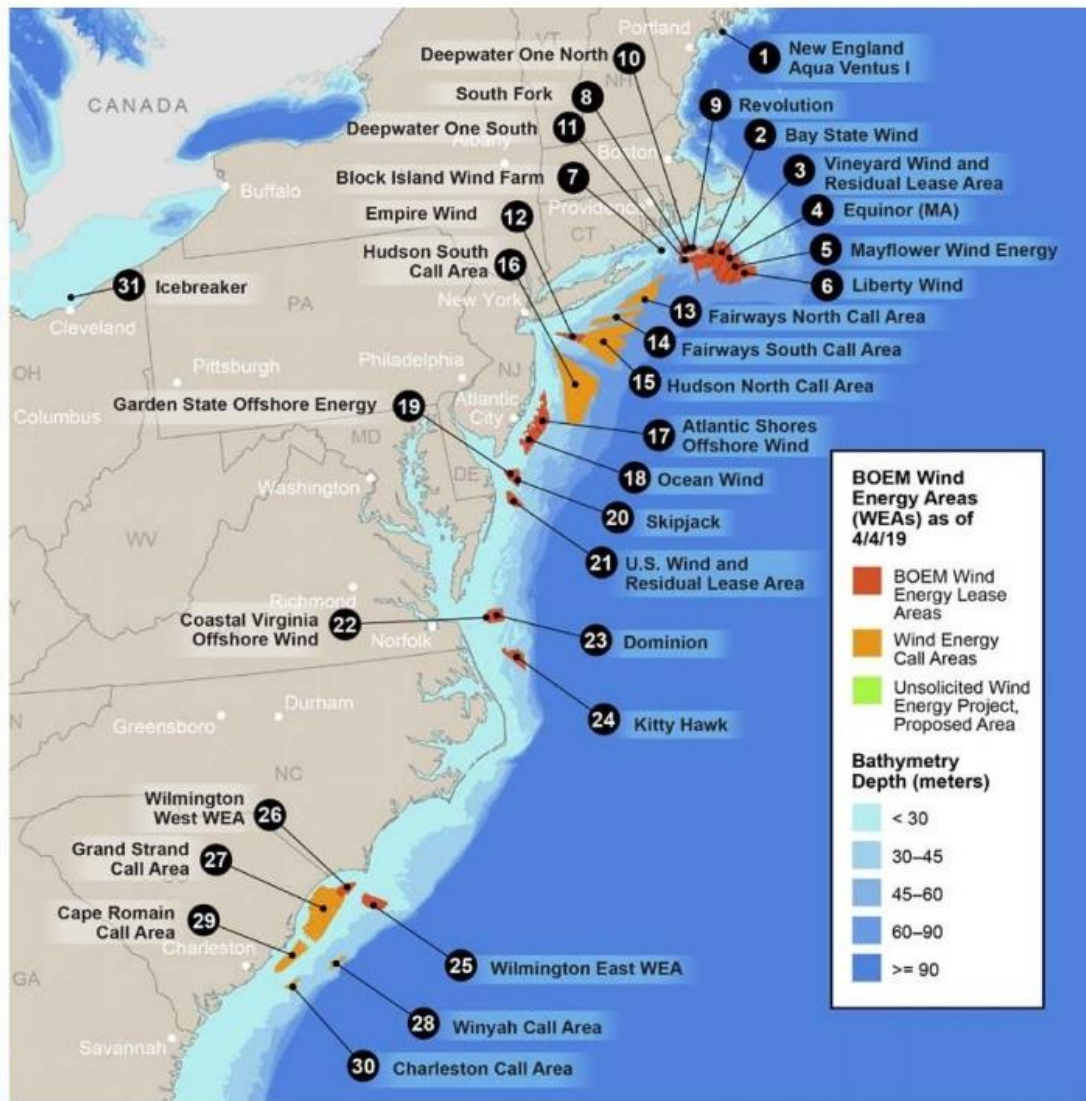 Portland
1
New England
Aqua Ventus I
Deepwater One North
10
VT
NH
CANADA
South Fork
8
9
Revolution
Deepwater One South
11
Albany
2
Bay State Wind
Boston
3
Vineyard Wind and
Residual Lease Area
Block Island Wind Farm
7
Buffalo
Providence
4
Equinor (MA)
Empire Wind
12
CT
5
Mayflower Wind Energy
Hudson South
Call Area
16
6
Liberty Wind
31
Icebreaker
PA
New York
13
Fairways North Call Area
Cleveland
14
Fairways South Call Area
OH
Pittsburgh
Philadelphia
NJ
15
Hudson North Call Area
Columbus
Garden State Offshore Energy
19
Atlantic
City
17
Atlantic Shores
Offshore Wind
MD
DE
18
Ocean Wind
Washington
20
Skipjack
WV
21
U.S. Wind and
Residual Lease Area
Richmond
Coastal Virginia
Offshore Wind
22
Norfolk
23
Dominion
24
Kitty Hawk
Durham
Greensboro
NC
Wilmington
West WEA
26
Grand Strand
Call Area
27
Cape Romain
Call Area
29
Charleston
GA
25
Wilmington East WEA
28
Winyah Call Area
Savannah
30
Charleston Call Area
BOEM Wind
Energy Areas
(WEAs) as of
4/4/19
BOEM Wind
Energy Lease
Areas
Wind Energy
Call Areas
Unsolicited Wind
Energy Project,
Proposed Area
Bathymetry
Depth (meters)
< 30
30–45
45–60
60–90
>= 90